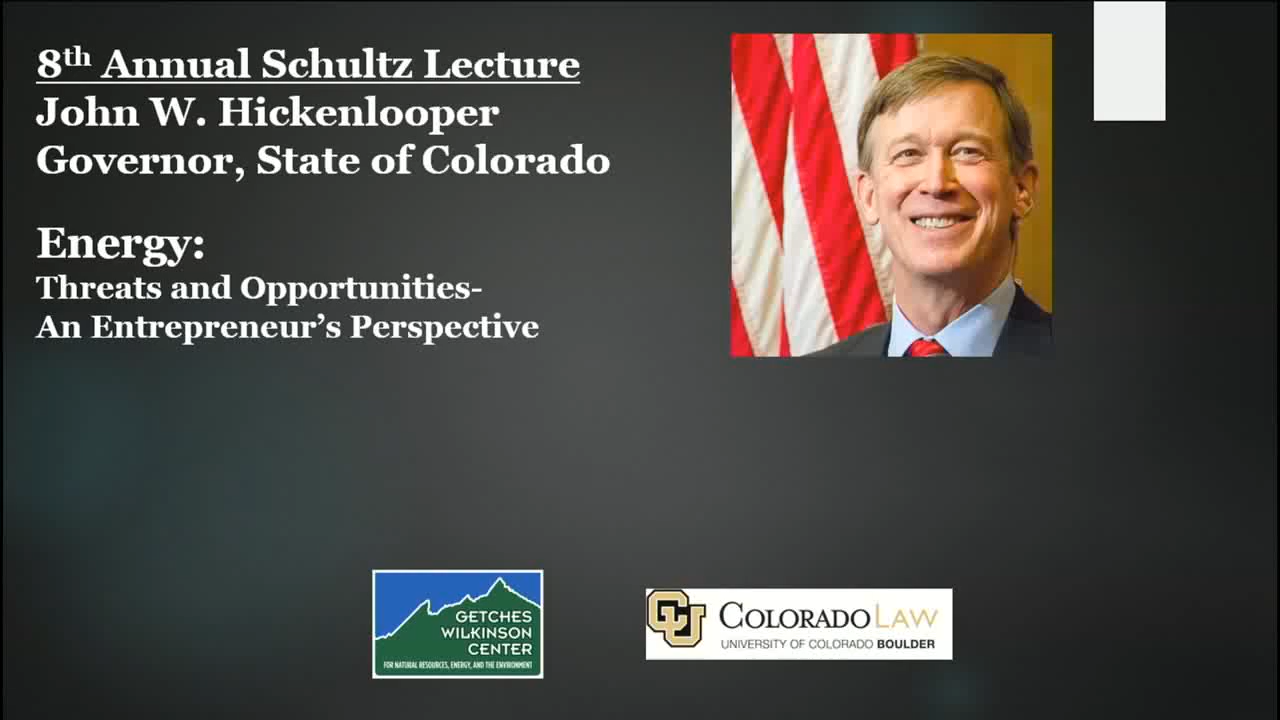 8th Annual Schultz Lecture
John W. Hickenlooper
Governor, State of Colorado
Energy:
Threats and Opportunities-
An Entrepreneur’s Perspective
GETCHES
WILKINSON
CENTER
FOR NATURAL RESOURCES, ENERGY, AND THE ENVIRONMENT
CU COLORADO LAW
UNIVERSITY OF COLORADO BOULDER